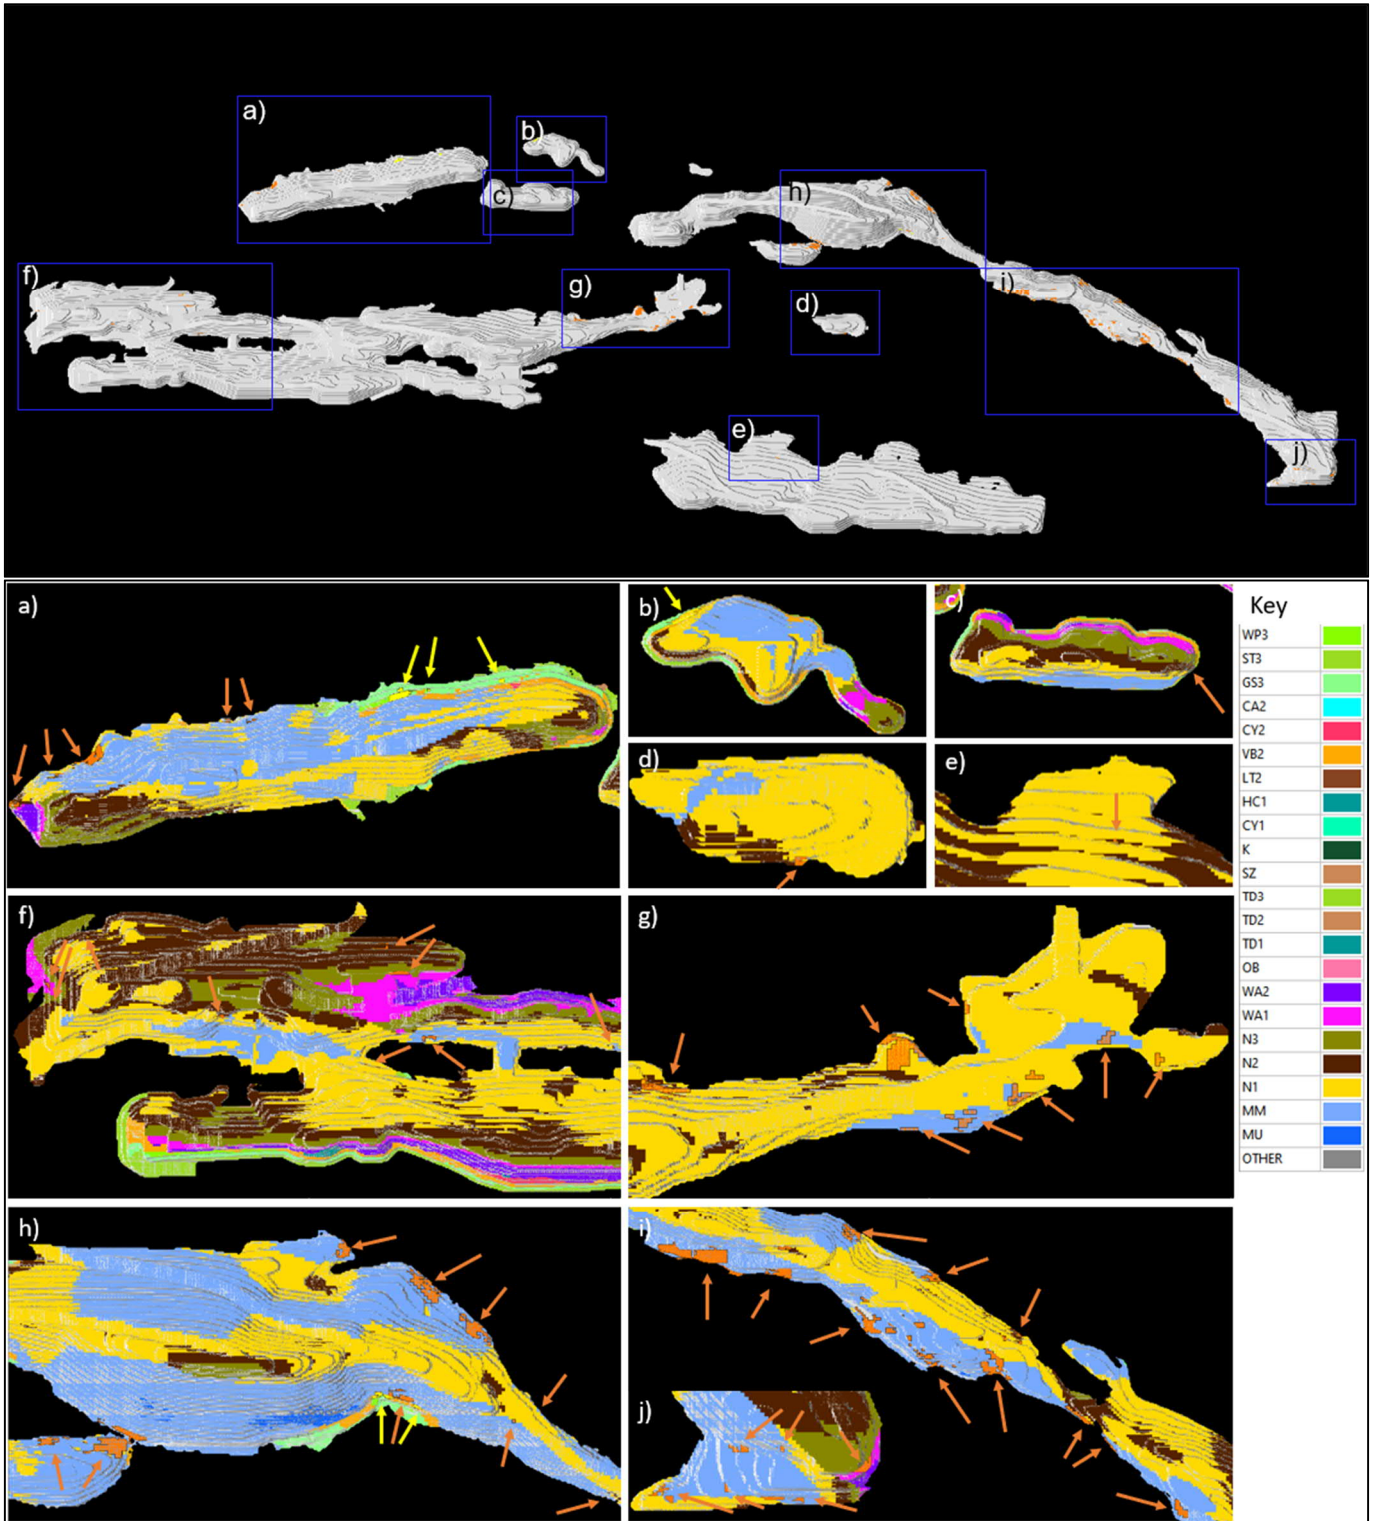 a)
b)
c)
h)
f)
g)
i)
d)
e)
j)
a)
b)
c)
d)
e)
f)
g)
h)
i)
j)
Key
WP3
ST3
GS3
CA2
CY2
VB2
LT2
HC1
CY1
K
SZ
TD3
TD2
TD1
OB
WA2
WA1
N3
N2
N1
MM
MU
OTHER